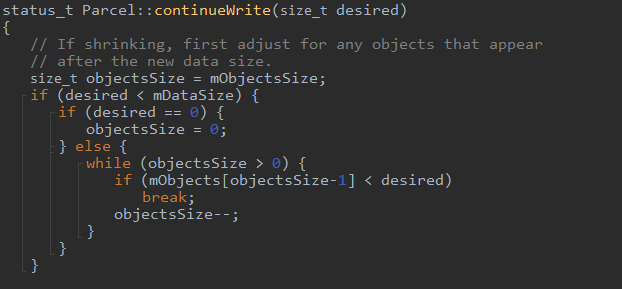 status_t Parcel::continueWrite(size_t desired)
{
// If shrinking, first adjust for any objects that appear
// after the new data size.
size_t objectsSize = mObjectsSize;
if (desired < mDataSize) {
if (desired == 0) {
objectsSize = 0;
} else {
while (objectsSize > 0) {
if (mObjects[objectsSize-1] < desired)
break;
objectsSize--;
}
}
}